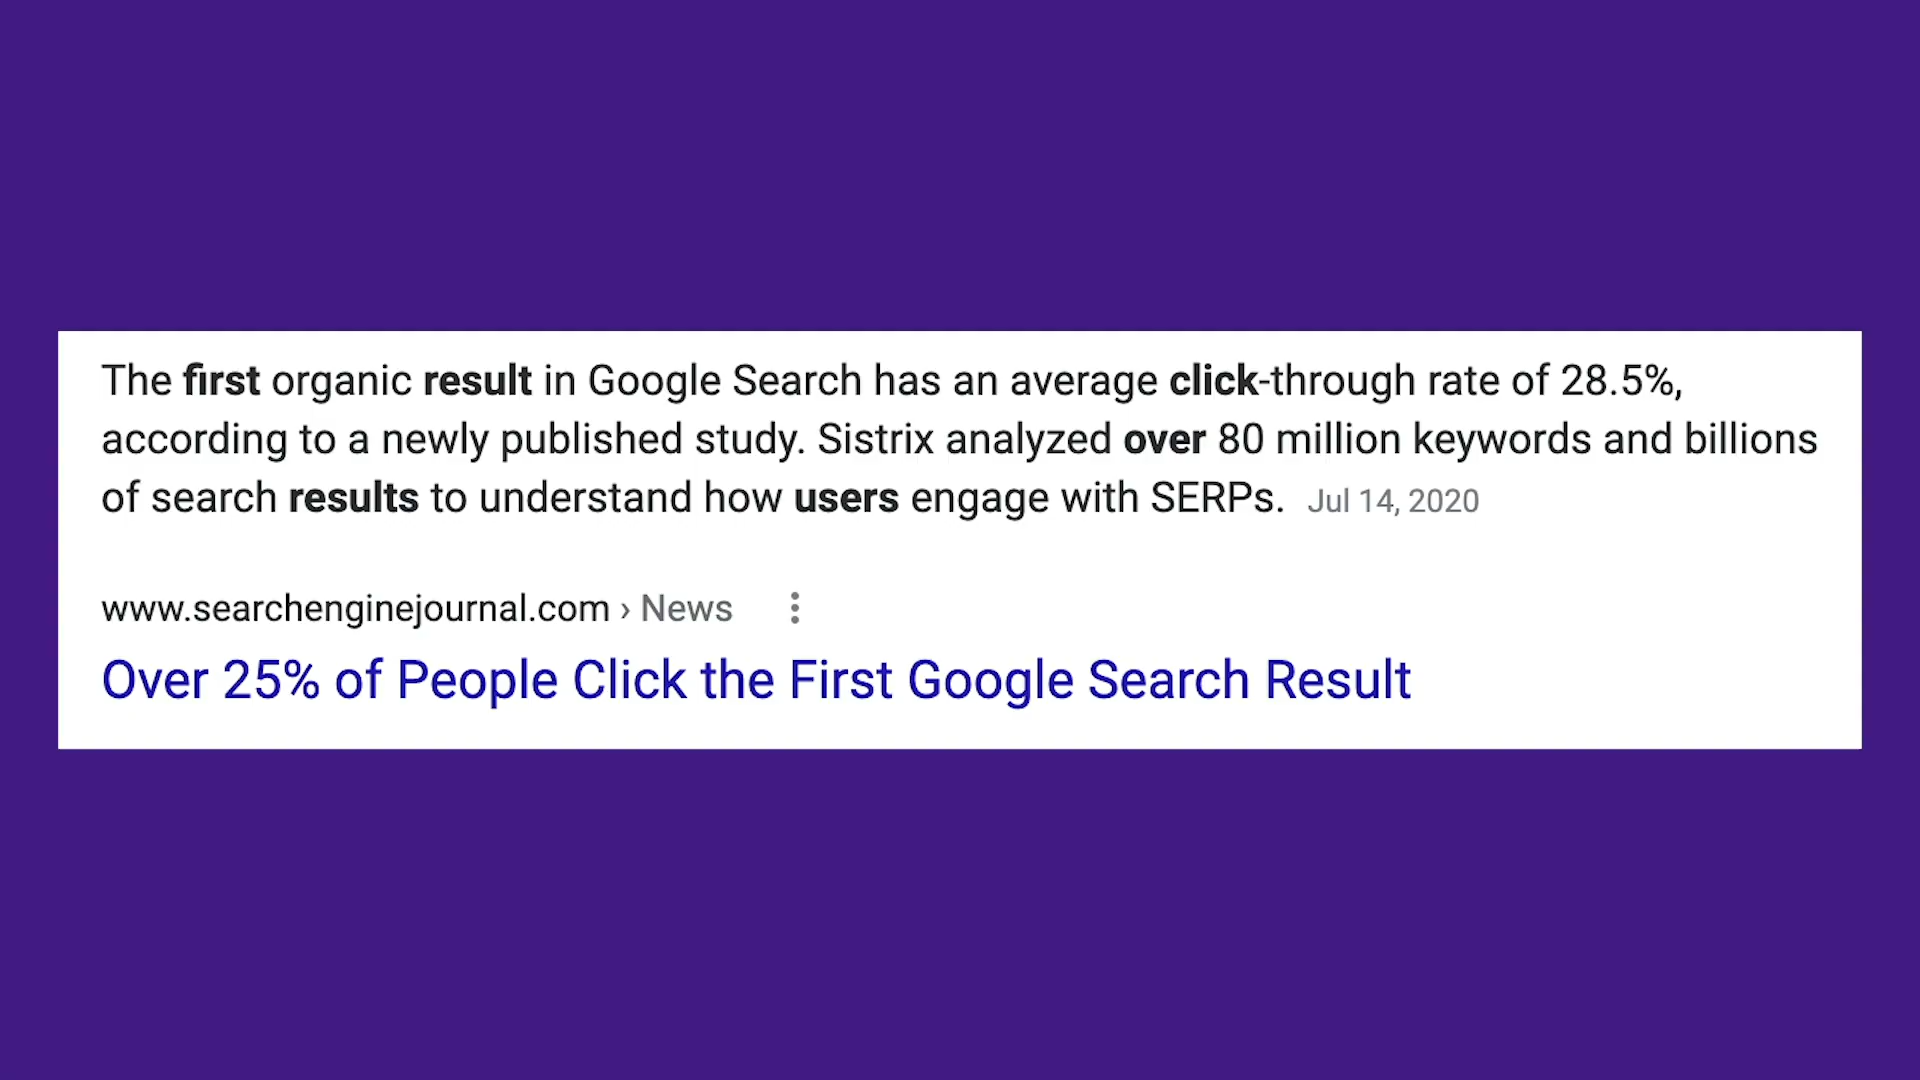 The first organic result in Google Search has an average click-through rate of 28.5%,
according to a newly published study. Sistrix analyzed over 80 million keywords and billions
of search results to understand how users engage with SERPs. Jul 14, 2020
www.searchenginejournal.com › News
Over 25% of People Click the First Google Search Result